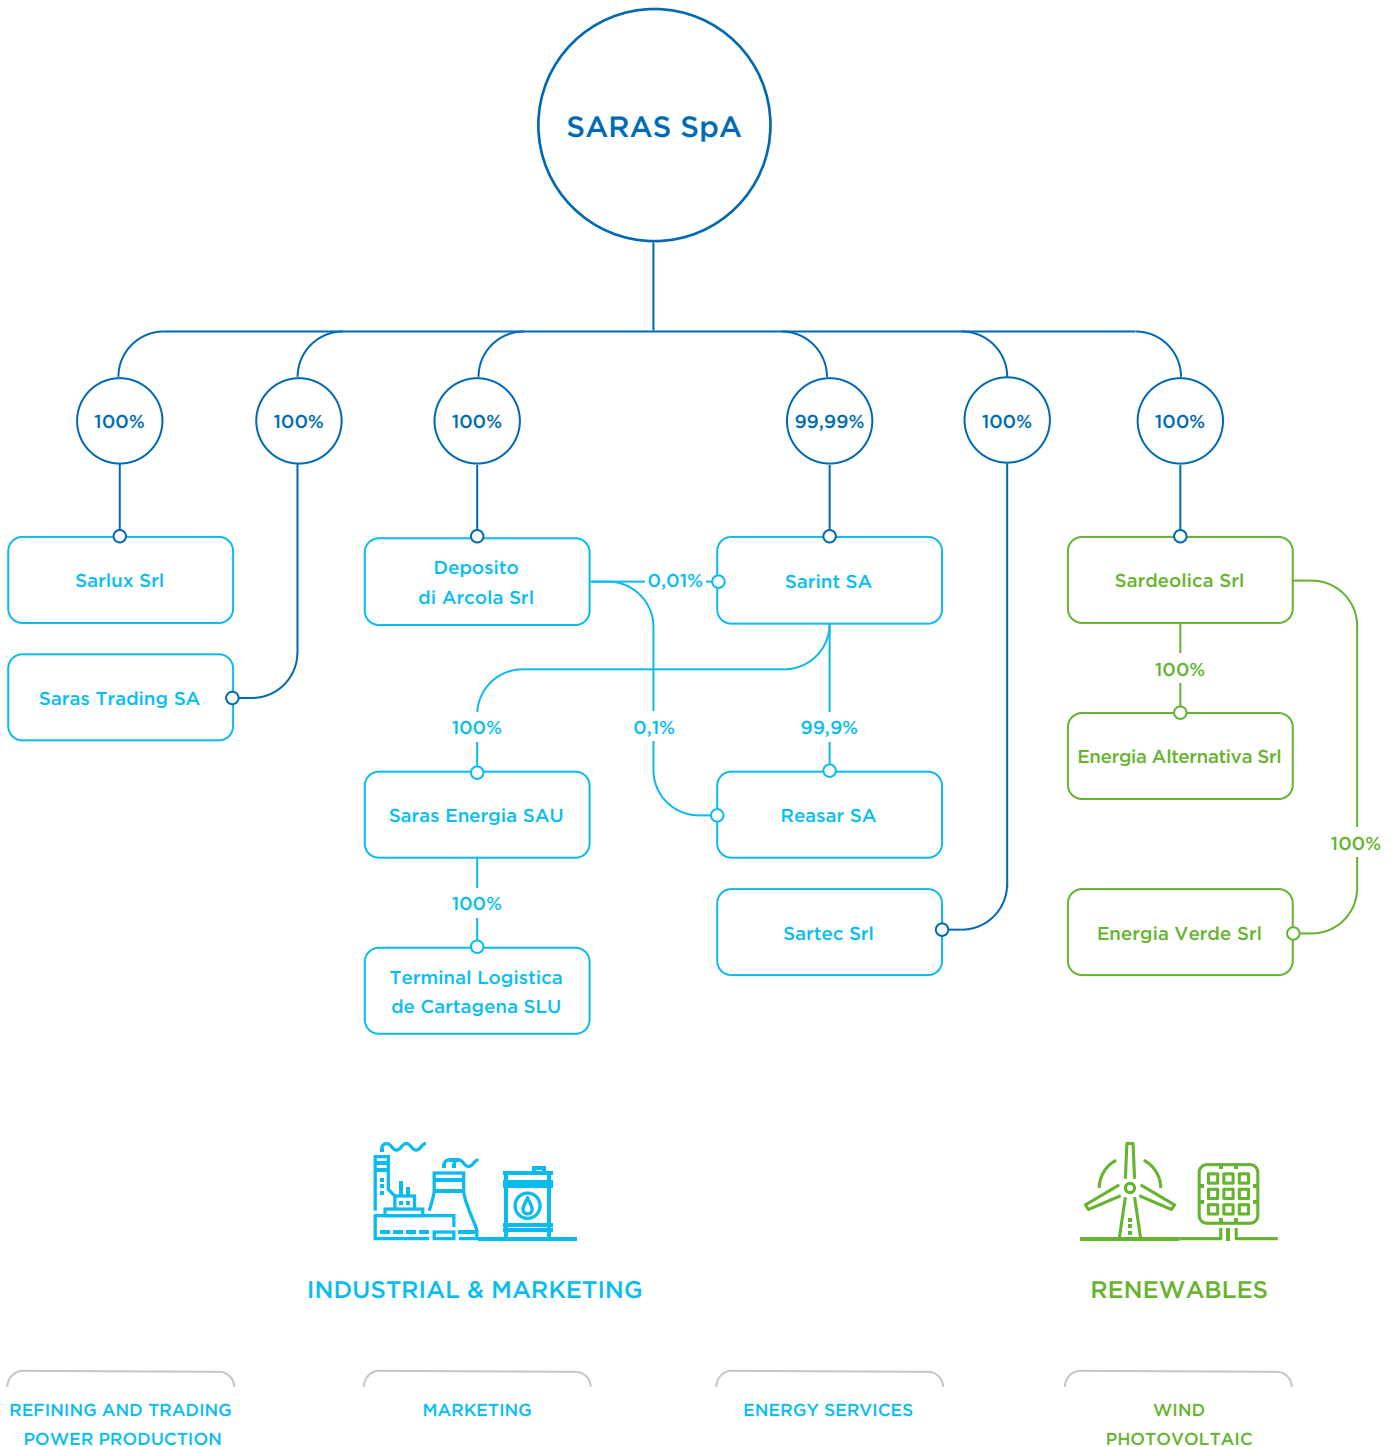 SARAS SpA
100%
100%
100%
99,99%
100%
100%
Sarlux Srl
Deposito
di Arcola Srl
0,01%
Sarint SA
Sardeolica Srl
Saras Trading SA
100%
100%
0,1%
99,9%
Energia Alternativa Srl
Saras Energia SAU
Reasar SA
100%
100%
Sartec Srl
Energia Verde Srl
Terminal Logistica
de Cartagena SLU
INDUSTRIAL & MARKETING
RENEWABLES
REFINING AND TRADING
POWER PRODUCTION
MARKETING
ENERGY SERVICES
WIND
PHOTOVOLTAIC